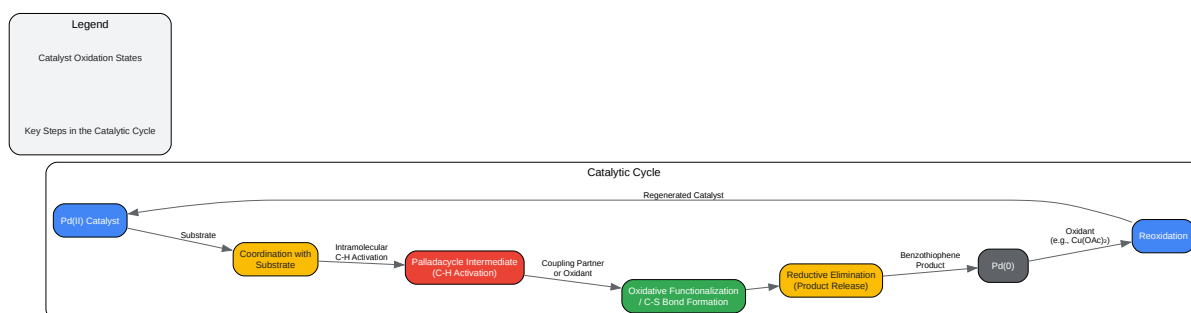 Legend
Catalyst Oxidation States
Key Steps in the Catalytic Cycle
Catalytic Cycle
Regenerated Catalyst
Pd(II) Catalyst
Substrate
Coordination with
Substrate
Intramolecular
C-H Activation
Palladacycle Intermediate
(C-H Activation)
Coupling Partner
or Oxidant
Oxidative Functionalization
/ C-S Bond Formation
Reductive Elimination
(Product Release)
Benzothiophene
Product
Pd(0)
Oxidant
(e.g., Cu(OAc)₂)
Reoxidation